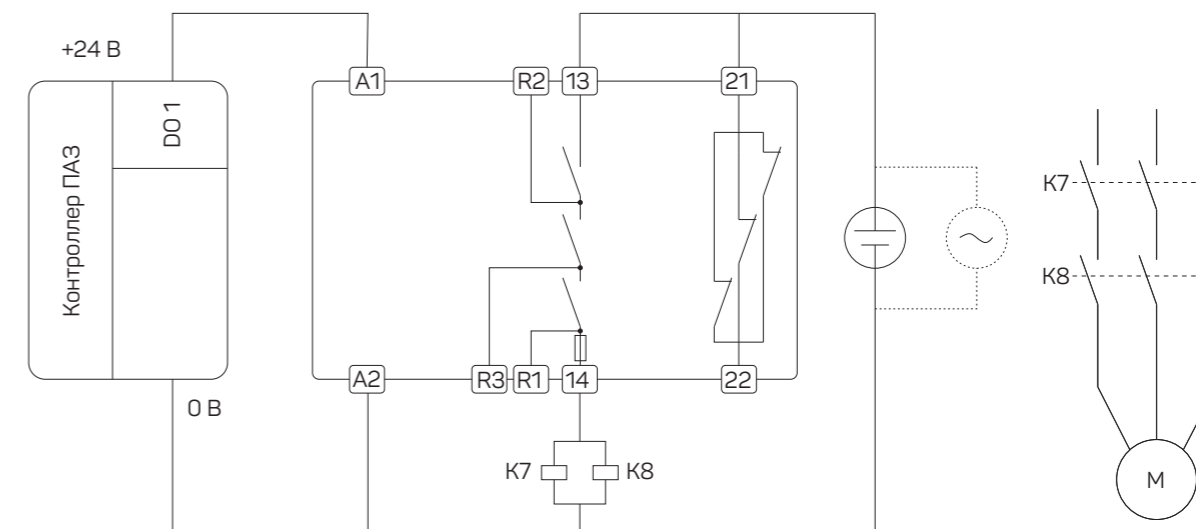 +24 В
Контроллер ПАЗ
DO 1
0 В
A1
R2
13
21
A2
R3
R1
14
22
K7
K8
K7
K8
M